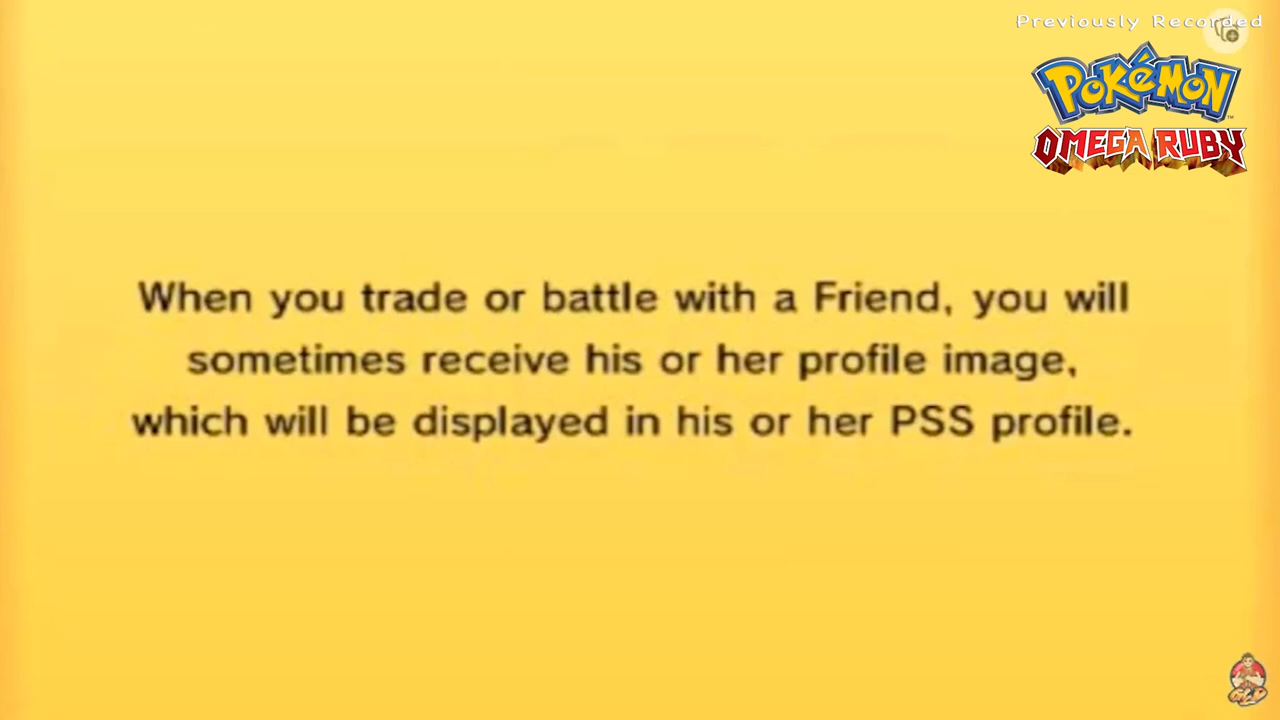 Previously Recorded
POKÉMON
OMEGA RUBY
When you trade or battle with a Friend, you will
sometimes receive his or her profile image,
which will be displayed in his or her PSS profile.
GLP